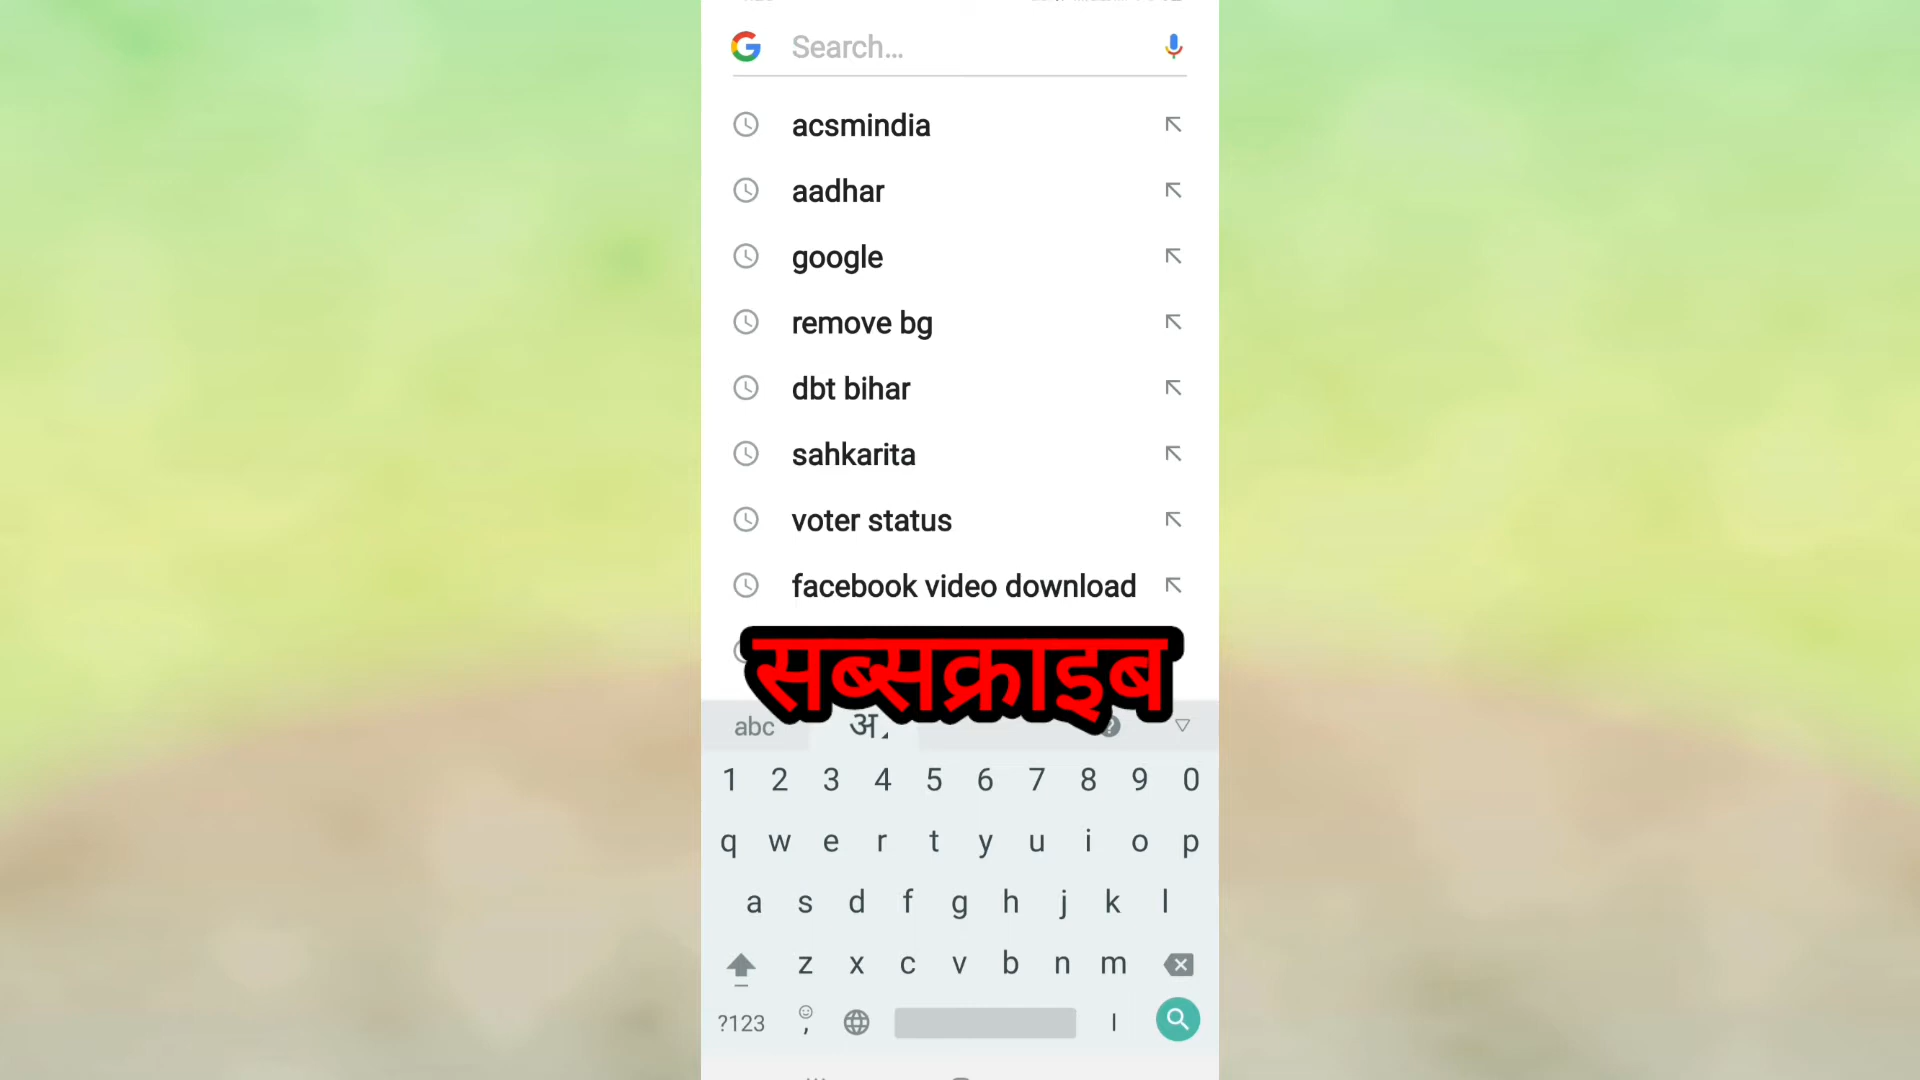 Search...
acsmindia
aadhar
google
remove bg
dbt bihar
sahkarita
voter status
facebook video download
सब्सक्राइब
abc अ
1 2 3 4 5 6 7 8 9 0
q w e r t y u i o p
a s d f g h j k l
z x c v b n m
?123 , ।